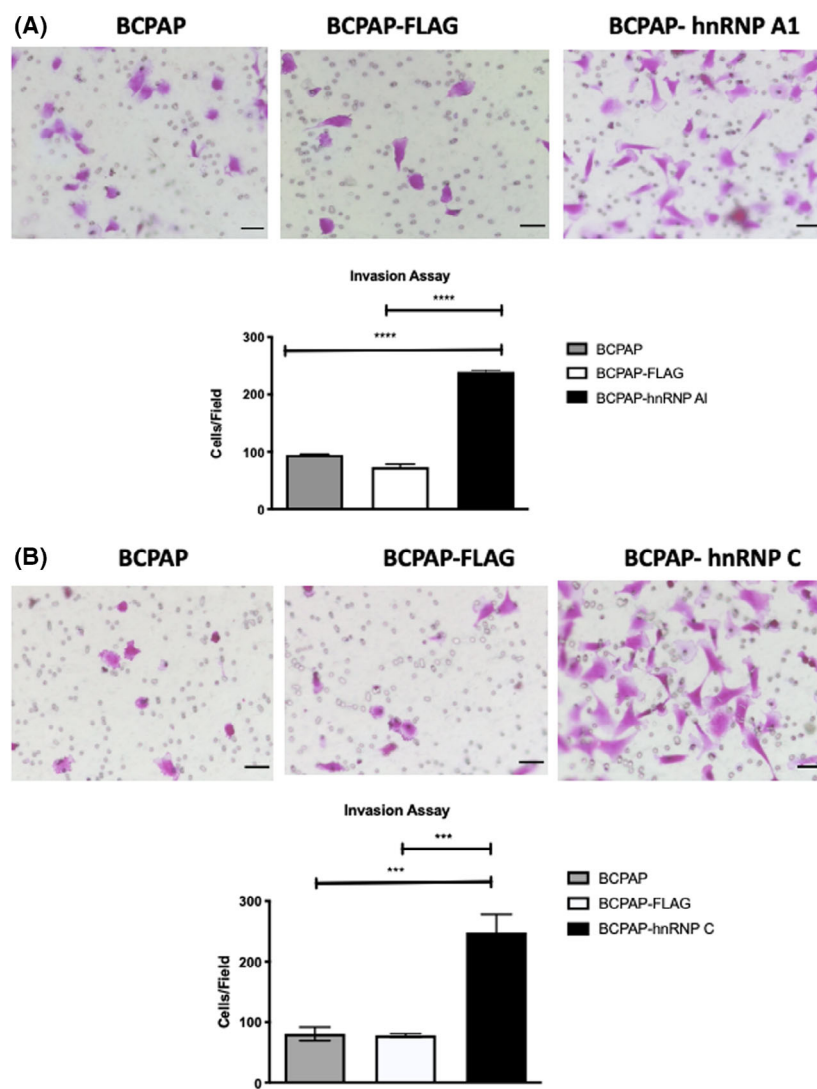 (A) BCPAP BCPAP-FLAG BCPAP- hnRNP A1
Invasion Assay
****
****
300
200
100
0
Cells/Field
BCPAP
BCPAP-FLAG
BCPAP-hnRNP AI
(B) BCPAP BCPAP-FLAG BCPAP- hnRNP C
Invasion Assay
***
***
300
200
100
0
Cells/Field
BCPAP
BCPAP-FLAG
BCPAP-hnRNP C